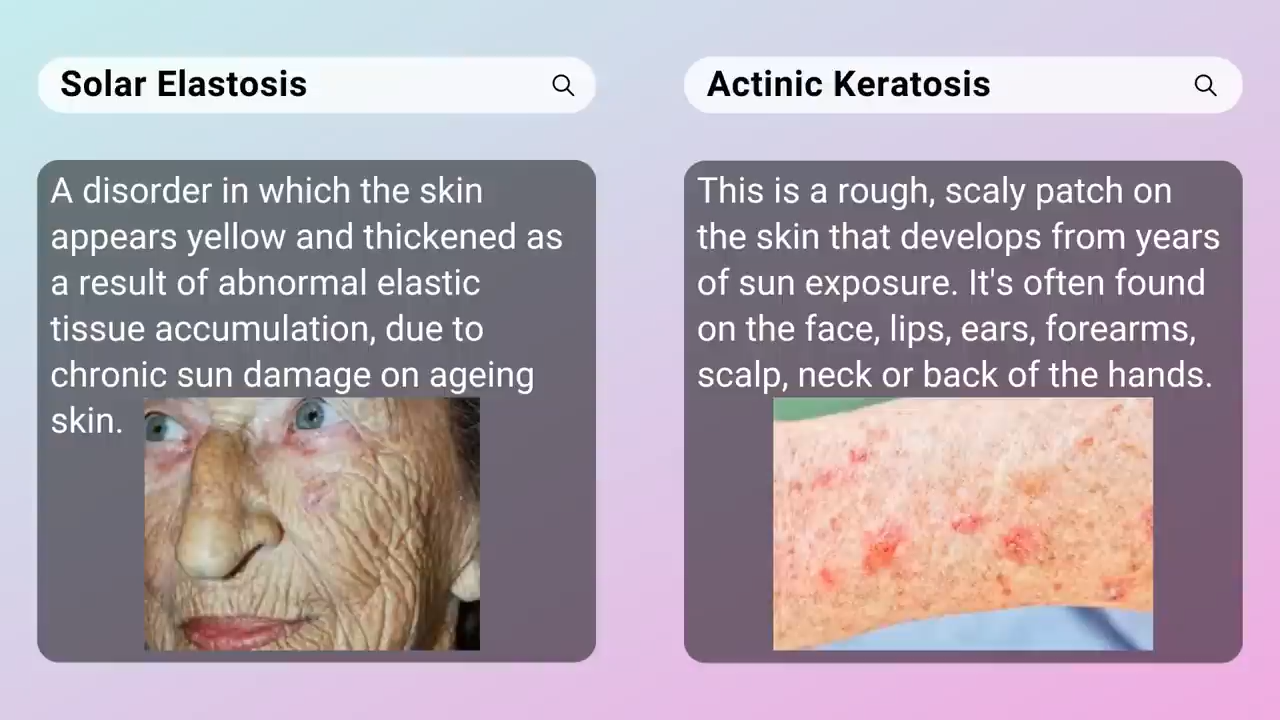 Solar Elastosis
A disorder in which the skin
appears yellow and thickened as
a result of abnormal elastic
tissue accumulation, due to
chronic sun damage on ageing
skin.
Actinic Keratosis
This is a rough, scaly patch on
the skin that develops from years
of sun exposure. It's often found
on the face, lips, ears, forearms,
scalp, neck or back of the hands.